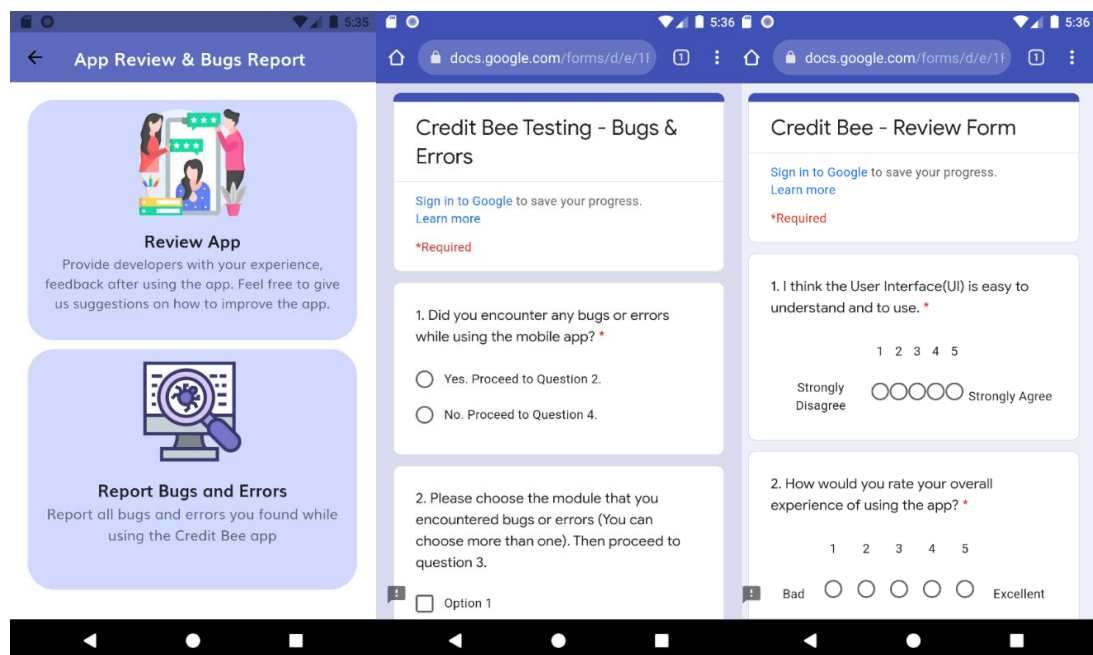 5:35
App Review & Bugs Report
Review App
Provide developers with your experience,
feedback after using the app. Feel free to give
us suggestions on how to improve the app.
Report Bugs and Errors
Report all bugs and errors you found while
using the Credit Bee app
5:36
docs.google.com/forms/d/e/1F
1
Credit Bee Testing - Bugs &
Errors
Sign in to Google to save your progress.
Learn more
*Required
1. Did you encounter any bugs or errors
while using the mobile app? *
Yes. Proceed to Question 2.
No. Proceed to Question 4.
2. Please choose the module that you
encountered bugs or errors (You can
choose more than one). Then proceed to
question 3.
Option 1
5:36
docs.google.com/forms/d/e/1F
1
Credit Bee - Review Form
Sign in to Google to save your progress.
Learn more
*Required
1. I think the User Interface(UI) is easy to
understand and to use. *
1 2 3 4 5
Strongly
Disagree
Strongly Agree
2. How would you rate your overall
experience of using the app? *
1 2 3 4 5
Bad
Excellent